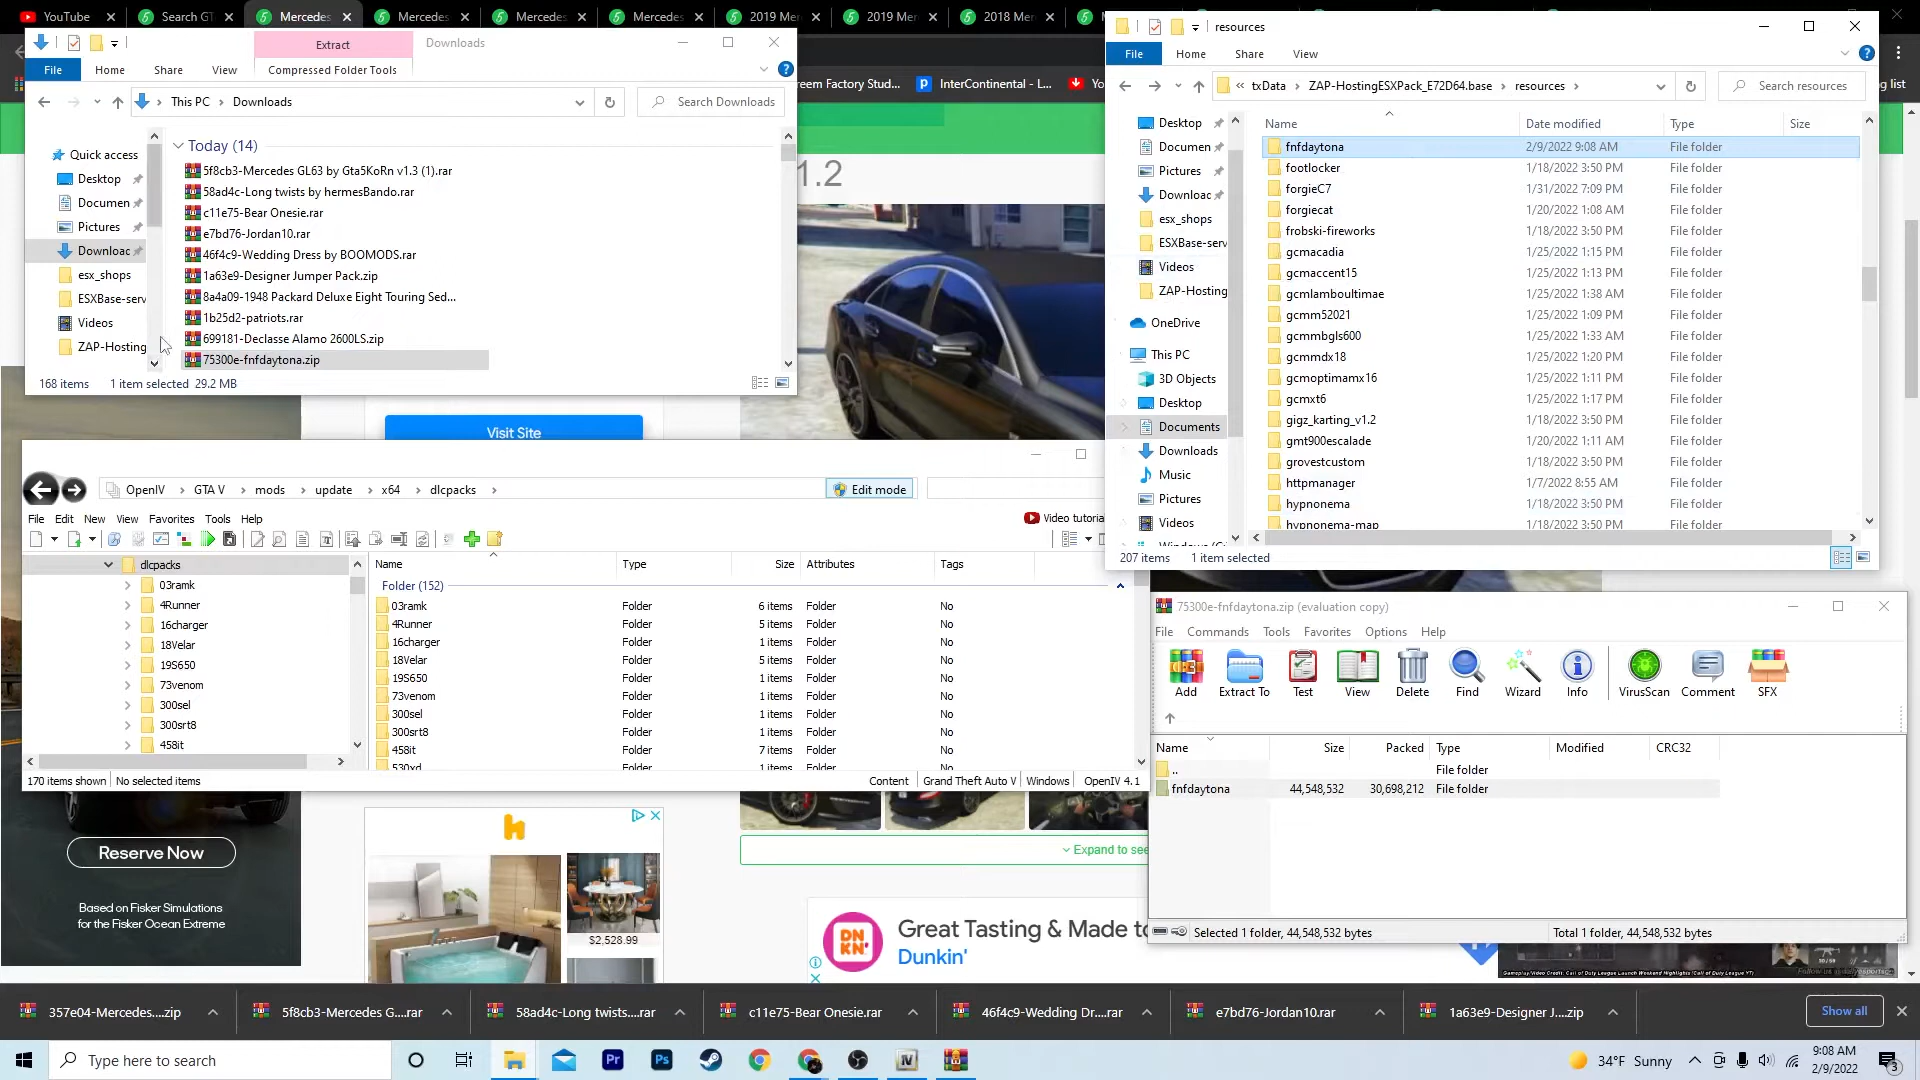 YouTube
Search GT
Mercedes
Mercedes
Mercedes
Mercedes
2019 Mer
2019 Mer
2018 Mer
Extract
Downloads
File
Home
Share
View
Compressed Folder Tools
This PC
Downloads
Search Downloads
Quick access
Desktop
Documen
Pictures
Downloac
esx_shops
ESXBase-serv
Videos
ZAP-Hosting
Today (14)
5f8cb3-Mercedes GL63 by Gta5KoRn v1.3 (1).rar
58ad4c-Long twists by hermesBando.rar
c11e75-Bear Onesie.rar
e7bd76-Jordan10.rar
46f4c9-Wedding Dress by BOOMODS.rar
1a63e9-Designer Jumper Pack.zip
8a4a09-1948 Packard Deluxe Eight Touring Sed...
1b25d2-patriots.rar
699181-Declasse Alamo 2600LS.zip
75300e-fnfdaytona.zip
168 items
1 item selected 29.2 MB
reem Factory Stud...
InterContinental - L...
Yo
ng list
1.2
Visit Site
resources
File
Home
Share
View
txData
ZAP-HostingESXPack_E72D64.base
resources
Search resources
Desktop
Documen
Pictures
Downloac
esx_shops
ESXBase-serv
Videos
ZAP-Hosting
OneDrive
This PC
3D Objects
Desktop
Documents
Downloads
Music
Pictures
Videos
Name Date modified Type Size
fnfdaytona 2/9/2022 9:08 AM File folder
footlocker 1/18/2022 3:50 PM File folder
forgieC7 1/31/2022 7:09 PM File folder
forgiecat 1/20/2022 1:08 AM File folder
frobski-fireworks 1/18/2022 3:50 PM File folder
gcmacadia 1/25/2022 1:15 PM File folder
gcmaccent15 1/25/2022 1:13 PM File folder
gcmlamboultimae 1/25/2022 1:38 AM File folder
gcmm52021 1/25/2022 1:09 PM File folder
gcmmbgls600 1/25/2022 1:33 AM File folder
gcmmdx18 1/25/2022 1:20 PM File folder
gcmoptimamx16 1/25/2022 1:11 PM File folder
gcmxt6 1/25/2022 1:17 PM File folder
gigz_karting_v1.2 1/18/2022 3:50 PM File folder
gmt900escalade 1/20/2022 1:11 AM File folder
grovestcustom 1/18/2022 3:50 PM File folder
httpmanager 1/7/2022 8:55 AM File folder
hypnonema 1/18/2022 3:50 PM File folder
hypnonema-map 1/18/2022 3:50 PM File folder
207 items
1 item selected
OpenIV
GTA V
mods
update
x64
dlcpacks
Edit mode
File Edit New View Favorites Tools Help
Video tutoria
dlcpacks
03ramk
4Runner
16charger
18Velar
19S650
73venom
300sel
300srt8
458it
Name Type Size Attributes Tags
Folder (152)
03ramk Folder 6 items Folder No
4Runner Folder 5 items Folder No
16charger Folder 1 items Folder No
18Velar Folder 5 items Folder No
19S650 Folder 1 items Folder No
73venom Folder 1 items Folder No
300sel Folder 1 items Folder No
300srt8 Folder 1 items Folder No
458it Folder 7 items Folder No
530xd Folder 1 items Folder No
170 items shown
No selected items
Content
Grand Theft Auto V
Windows
OpenIV 4.1
75300e-fnfdaytona.zip (evaluation copy)
File Commands Tools Favorites Options Help
Add
Extract To
Test
View
Delete
Find
Wizard
Info
VirusScan
Comment
SFX
Name Size Packed Type Modified CRC32
.. File folder
fnfdaytona 44,548,532 30,698,212 File folder
Selected 1 folder, 44,548,532 bytes
Total 1 folder, 44,548,532 bytes
Reserve Now
Based on Fisker Simulations
for the Fisker Ocean Extreme
$2,528.99
Expand to see
DN
KN'
Great Tasting & Made to
Dunkin'
357e04-Mercedes....zip
5f8cb3-Mercedes G....rar
58ad4c-Long twists....rar
c11e75-Bear Onesie.rar
46f4c9-Wedding Dr....rar
e7bd76-Jordan10.rar
1a63e9-Designer J....zip
Show all
Type here to search
34°F Sunny
9:08 AM
2/9/2022
3